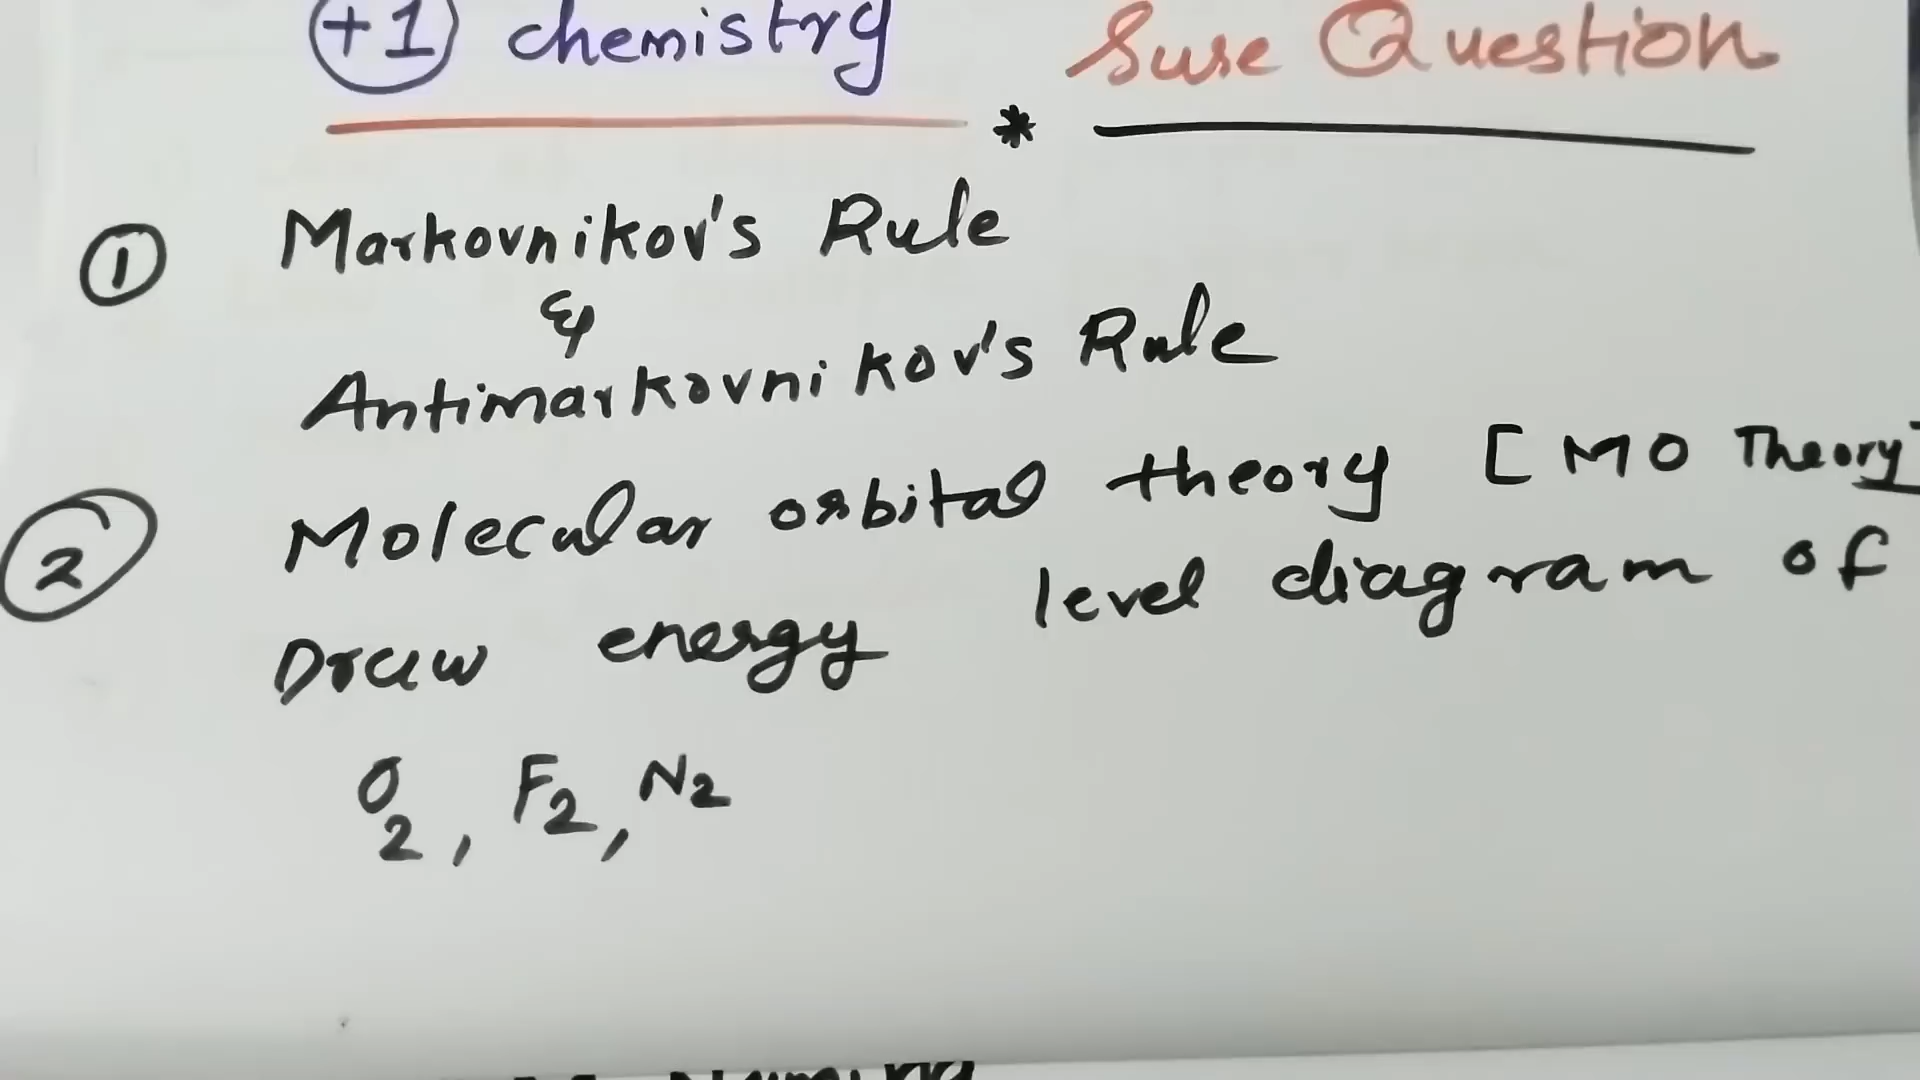 +1 chemistry * Sure Question
1 Markovnikov's Rule
&
Antimarkovnikov's Rule
2 Molecular orbital theory [MO Theory]
Draw energy level diagram of
O2, F2, N2